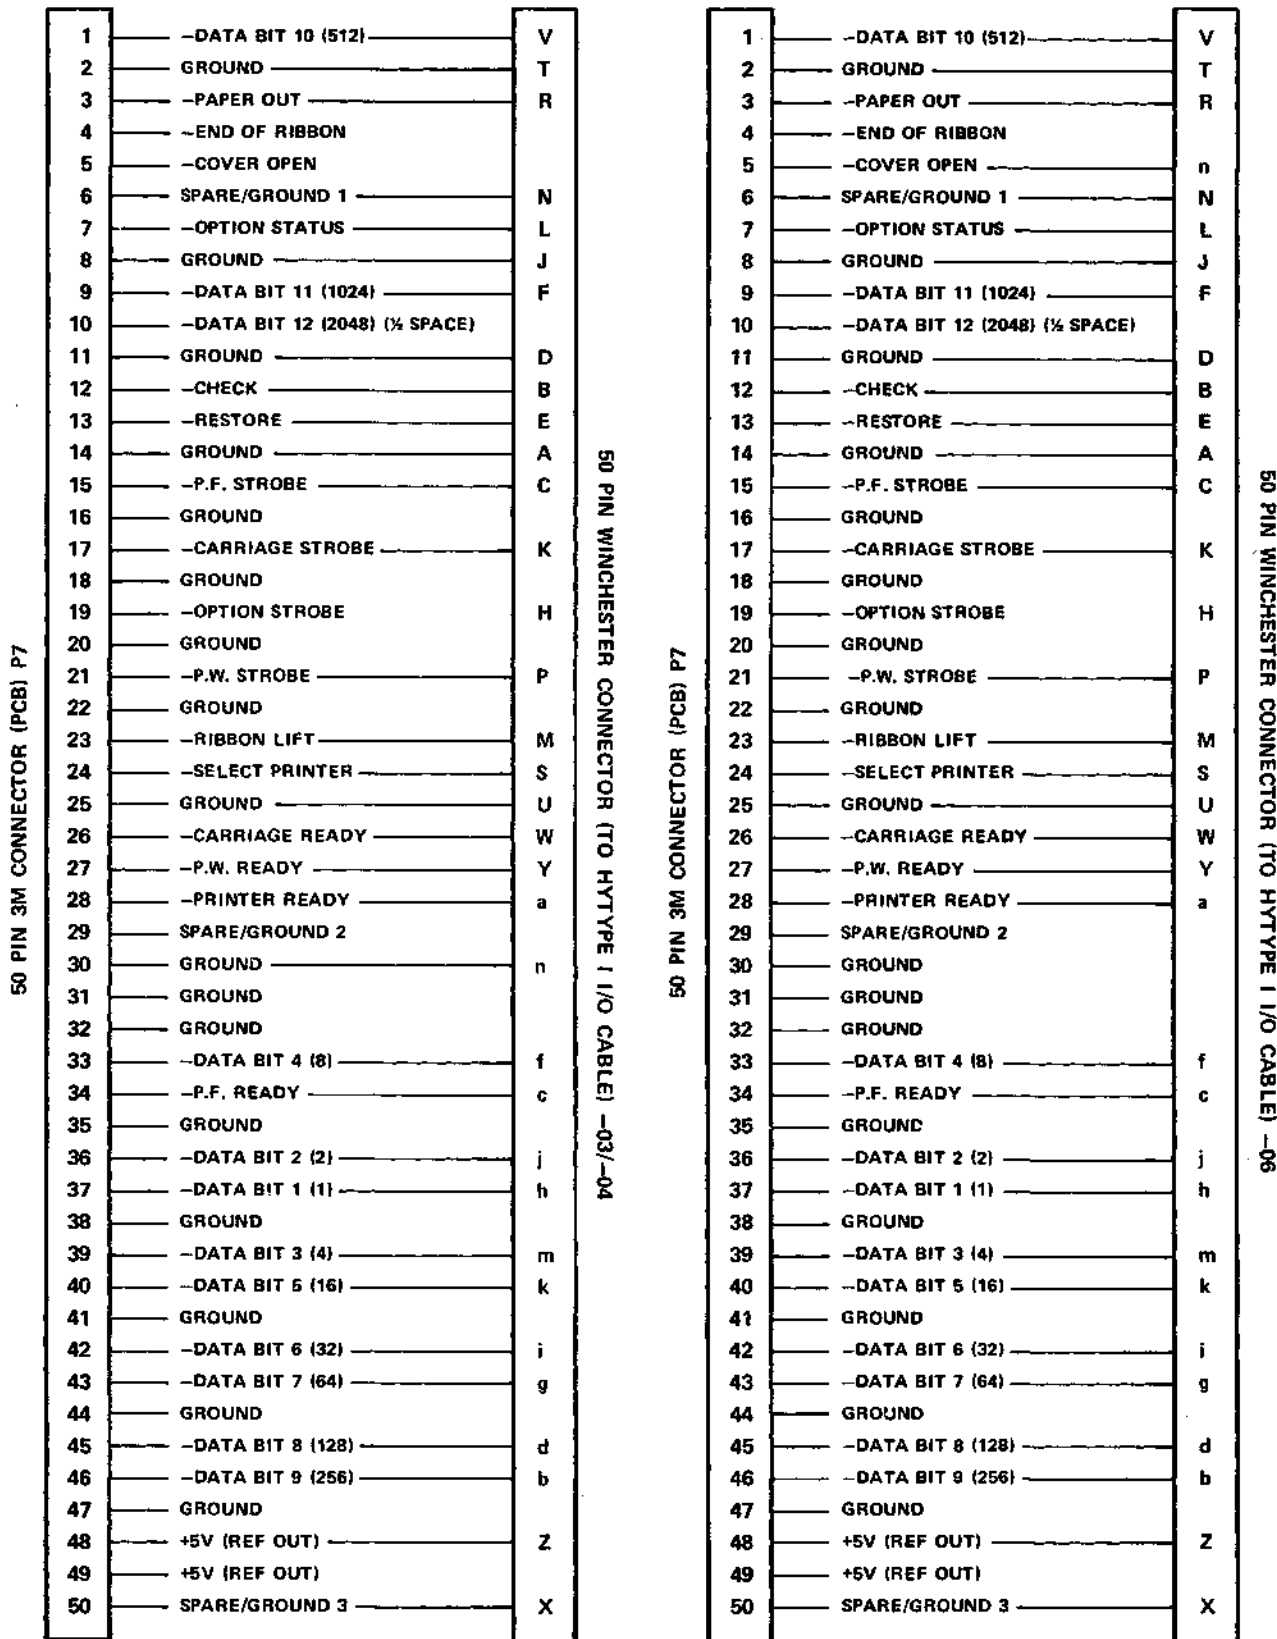 50 PIN 3M CONNECTOR (PCB) P7
1 –DATA BIT 10 (512) V
2 GROUND T
3 –PAPER OUT R
4 –END OF RIBBON
5 –COVER OPEN
6 SPARE/GROUND 1 N
7 –OPTION STATUS L
8 GROUND J
9 –DATA BIT 11 (1024) F
10 –DATA BIT 12 (2048) (½ SPACE)
11 GROUND D
12 –CHECK B
13 –RESTORE E
14 GROUND A
15 –P.F. STROBE C
16 GROUND
17 –CARRIAGE STROBE K
18 GROUND
19 –OPTION STROBE H
20 GROUND
21 –P.W. STROBE P
22 GROUND
23 –RIBBON LIFT M
24 –SELECT PRINTER S
25 GROUND U
26 –CARRIAGE READY W
27 –P.W. READY Y
28 –PRINTER READY a
29 SPARE/GROUND 2
30 GROUND n
31 GROUND
32 GROUND
33 –DATA BIT 4 (8) f
34 –P.F. READY c
35 GROUND
36 –DATA BIT 2 (2) j
37 –DATA BIT 1 (1) h
38 GROUND
39 –DATA BIT 3 (4) m
40 –DATA BIT 5 (16) k
41 GROUND
42 –DATA BIT 6 (32) i
43 –DATA BIT 7 (64) g
44 GROUND
45 –DATA BIT 8 (128) d
46 –DATA BIT 9 (256) b
47 GROUND
48 +5V (REF OUT) Z
49 +5V (REF OUT)
50 SPARE/GROUND 3 X
50 PIN WINCHESTER CONNECTOR (TO HYTYPE I I/O CABLE) –03/–04
50 PIN 3M CONNECTOR (PCB) P7
1 –DATA BIT 10 (512) V
2 GROUND T
3 –PAPER OUT R
4 –END OF RIBBON
5 –COVER OPEN n
6 SPARE/GROUND 1 N
7 –OPTION STATUS L
8 GROUND J
9 –DATA BIT 11 (1024) F
10 –DATA BIT 12 (2048) (½ SPACE)
11 GROUND D
12 –CHECK B
13 –RESTORE E
14 GROUND A
15 –P.F. STROBE C
16 GROUND
17 –CARRIAGE STROBE K
18 GROUND
19 –OPTION STROBE H
20 GROUND
21 –P.W. STROBE P
22 GROUND
23 –RIBBON LIFT M
24 –SELECT PRINTER S
25 GROUND U
26 –CARRIAGE READY W
27 –P.W. READY Y
28 –PRINTER READY a
29 SPARE/GROUND 2
30 GROUND
31 GROUND
32 GROUND
33 –DATA BIT 4 (8) f
34 –P.F. READY c
35 GROUND
36 –DATA BIT 2 (2) j
37 –DATA BIT 1 (1) h
38 GROUND
39 –DATA BIT 3 (4) m
40 –DATA BIT 5 (16) k
41 GROUND
42 –DATA BIT 6 (32) i
43 –DATA BIT 7 (64) g
44 GROUND
45 –DATA BIT 8 (128) d
46 –DATA BIT 9 (256) b
47 GROUND
48 +5V (REF OUT) Z
49 +5V (REF OUT)
50 SPARE/GROUND 3 X
50 PIN WINCHESTER CONNECTOR (TO HYTYPE I I/O CABLE) –06